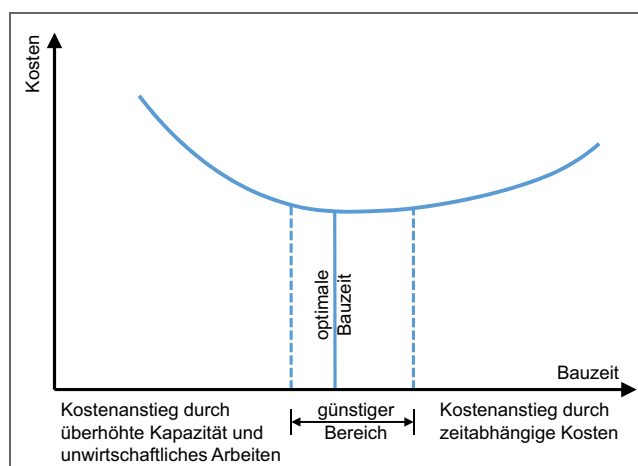 Kosten
optimale
Bauzeit
Bauzeit
Kostenanstieg durch
überhöhte Kapazität und
unwirtschaftliches Arbeiten
günstiger
Bereich
Kostenanstieg durch
zeitabhängige Kosten